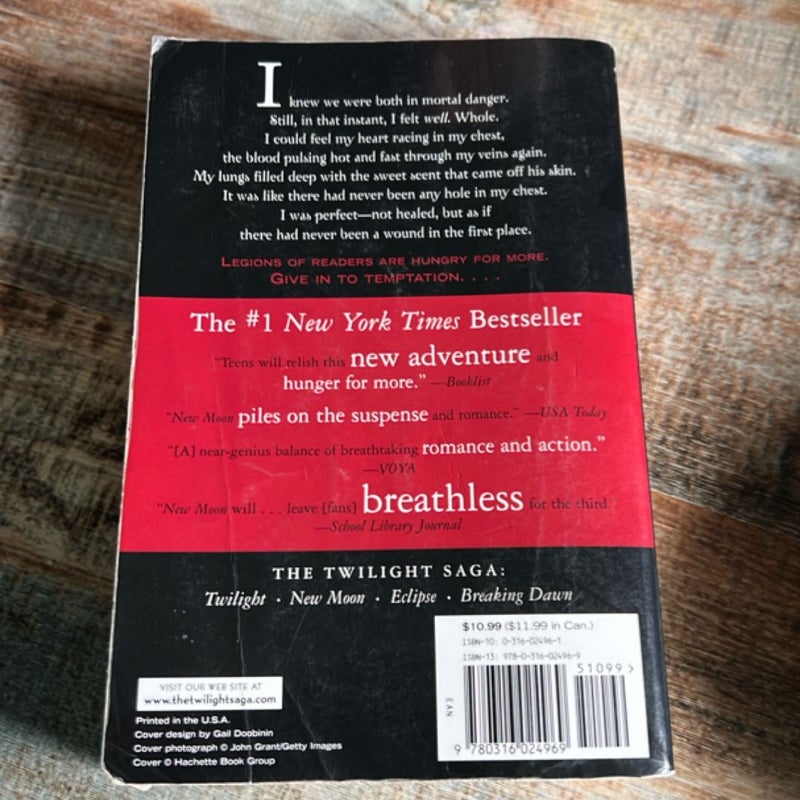 I knew we were both in mortal danger.
Still, in that instant, I felt well. Whole.
I could feel my heart racing in my chest,
the blood pulsing hot and fast through my veins again.
My lungs filled deep with the sweet scent that came off his skin.
It was like there had never been any hole in my chest.
I was perfect—not healed, but as if
there had never been a wound in the first place.
LEGIONS OF READERS ARE HUNGRY FOR MORE.
GIVE IN TO TEMPTATION. . . .
The #1 New York Times Bestseller
"Teens will relish this new adventure and
hunger for more." —Booklist
"New Moon piles on the suspense and romance." —USA Today
"[A] near-genius balance of breathtaking romance and action."
—VOYA
"New Moon will . . . leave [fans] breathless for the third."
—School Library Journal
THE TWILIGHT SAGA:
Twilight · New Moon · Eclipse · Breaking Dawn
$10.99 ($11.99 in Can.)
ISBN-10: 0-316-02496-1
ISBN-13: 978-0-316-02496-9
51099>
EAN
9 780316 024969
VISIT OUR WEB SITE AT
www.thetwilightsaga.com
Printed in the U.S.A.
Cover design by Gail Doobinin
Cover photograph © John Grant/Getty Images
Cover © Hachette Book Group